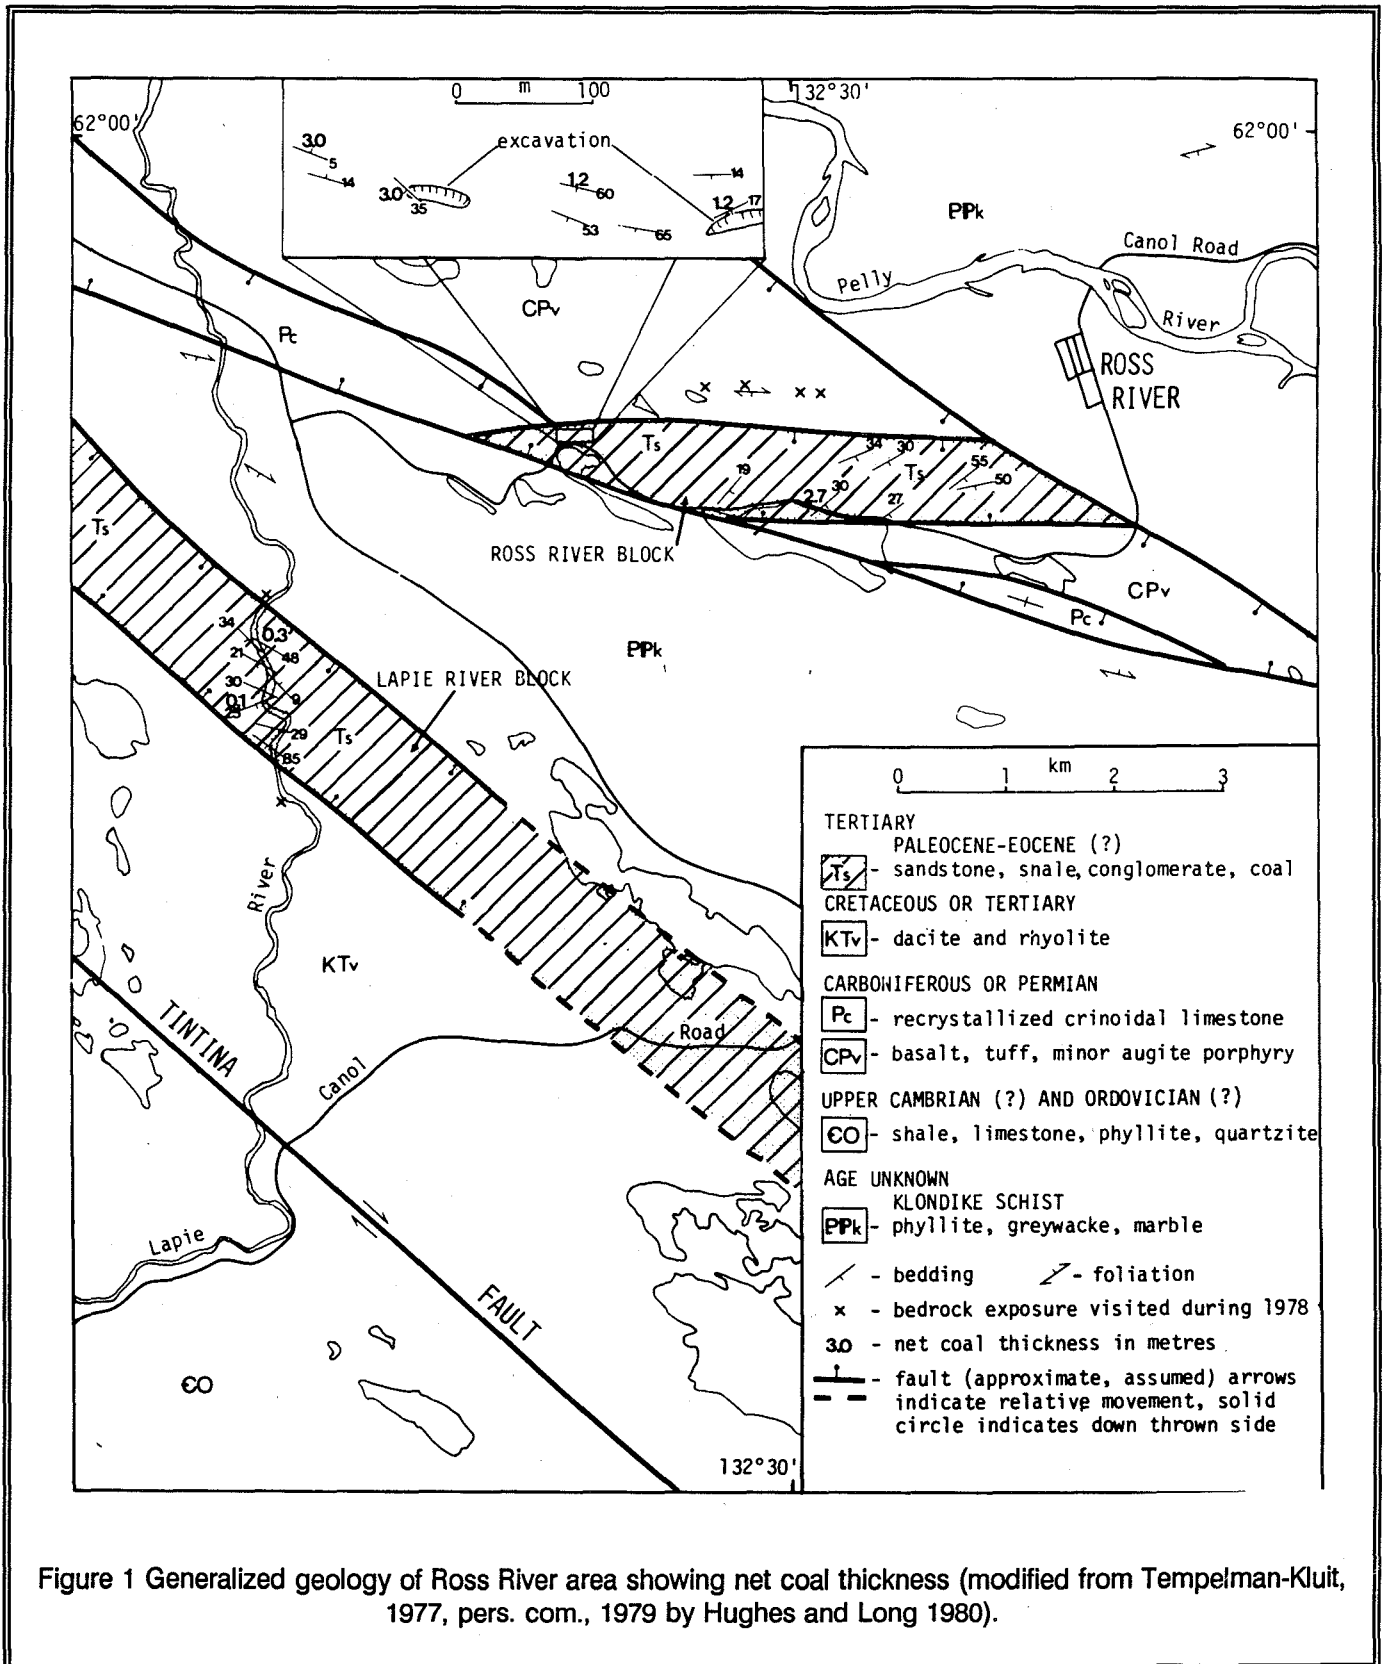 0 m 100
132°30'
62°00'
62°00'
excavation
3.0
5
14
3.0
35
1.2
60
53
65
14
1.2
17
PPk
Canol Road
Pelly
River
CPv
Pc
ROSS
RIVER
Ts
34
30
55
Ts
50
19
30
2.7
27
ROSS RIVER BLOCK
CPv
Pc
Ts
PPk
34
0.3
21
48
LAPIE RIVER BLOCK
30
9
0.1
29
Ts
85
River
KTv
TINTINA
Canol
Road
Lapie
FAULT
ЄO
132°30'
0 1 km 2 3
TERTIARY
PALEOCENE-EOCENE (?)
Ts - sandstone, snale, conglomerate, coal
CRETACEOUS OR TERTIARY
KTv - dacite and rhyolite
CARBONIFEROUS OR PERMIAN
Pc - recrystallized crinoidal limestone
CPv - basalt, tuff, minor augite porphyry
UPPER CAMBRIAN (?) AND ORDOVICIAN (?)
ЄO - shale, limestone, phyllite, quartzite
AGE UNKNOWN
KLONDIKE SCHIST
PPk - phyllite, greywacke, marble
- bedding - foliation
x - bedrock exposure visited during 1978
3.0 - net coal thickness in metres
- fault (approximate, assumed) arrows
indicate relative movement, solid
circle indicates down thrown side
Figure 1 Generalized geology of Ross River area showing net coal thickness (modified from Tempelman-Kluit,
1977, pers. com., 1979 by Hughes and Long 1980).